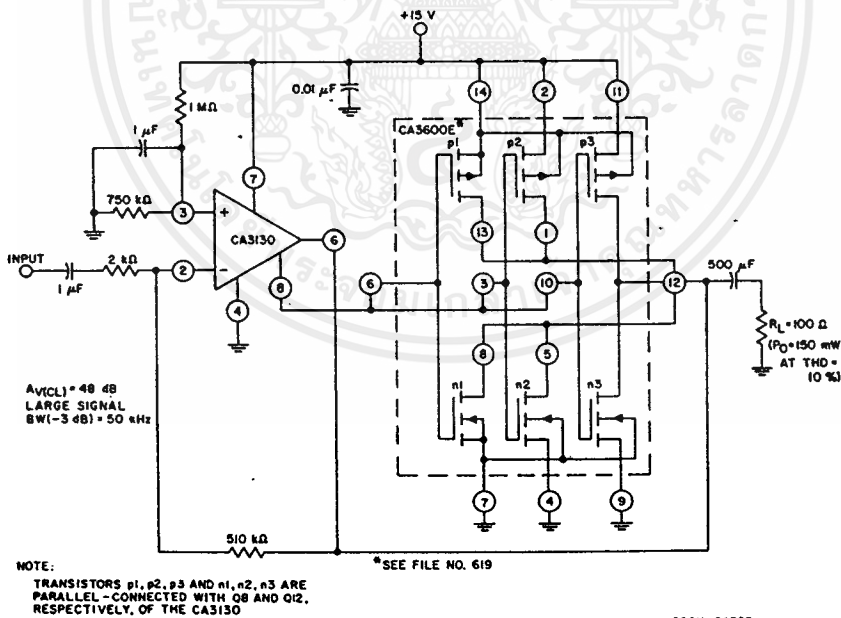 +15 V
0.01 µF
1 MΩ
1 µF
750 kΩ
14
2
11
CA3600E*
p1
p2
p3
7
3
+
CA3130
6
INPUT
1 µF
2 kΩ
2
-
8
4
13
1
6
3
10
12
500 µF
8
5
RL=100 Ω
(PO=150 mW
AT THD=
10 %)
AV(CL) = 48 dB
LARGE SIGNAL
BW(-3 dB) = 50 kHz
n1
n2
n3
7
4
9
510 kΩ
*SEE FILE NO. 619
NOTE:
TRANSISTORS p1, p2, p3 AND n1, n2, n3 ARE
PARALLEL-CONNECTED WITH Q8 AND Q12,
RESPECTIVELY, OF THE CA3130